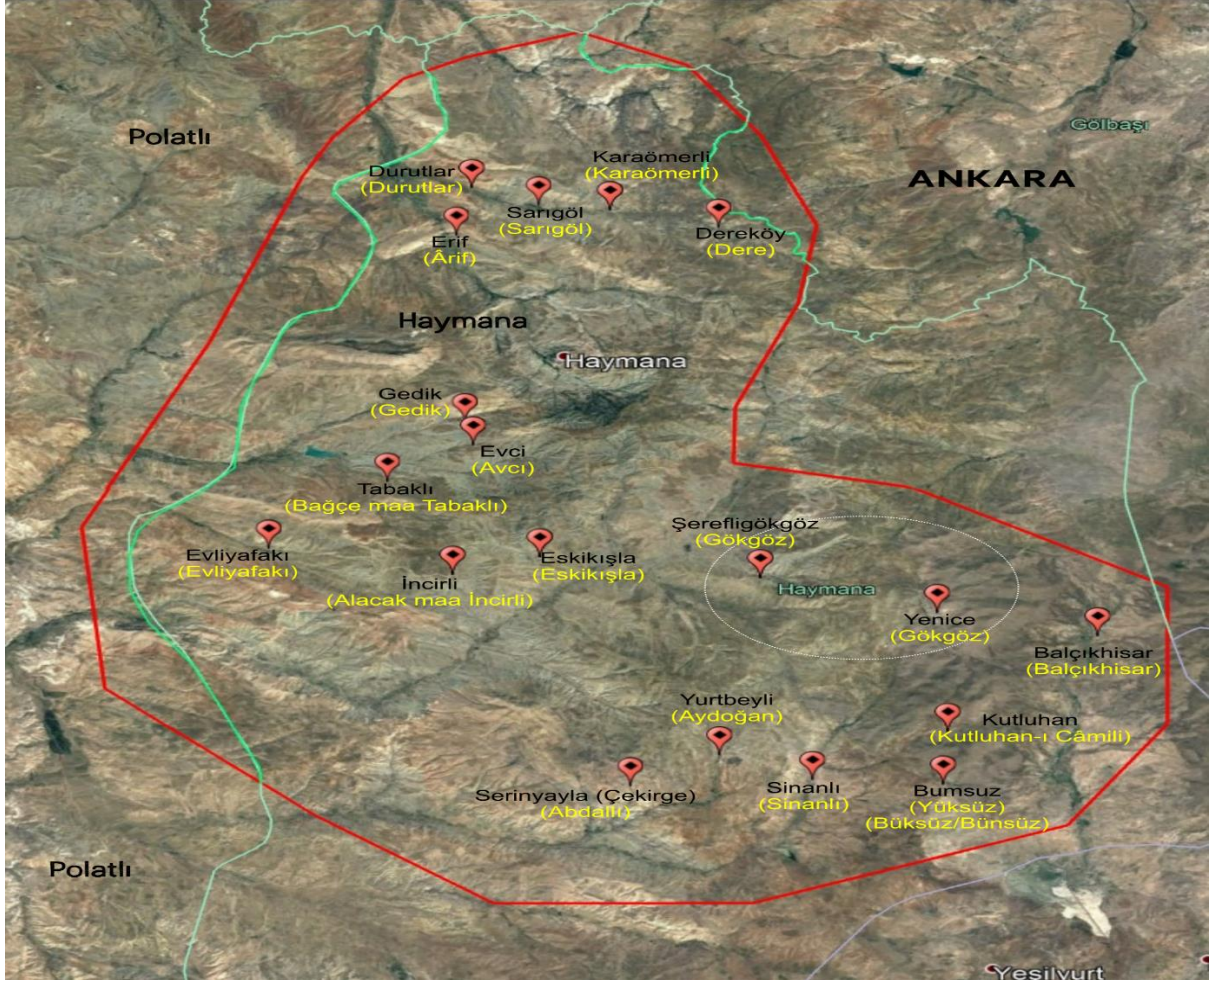 Gölbaşı
Polatlı
Karaömerli
(Karaömerli)
Durutlar
(Durutlar)
ANKARA
Sarıgöl
(Sarıgöl)
Dereköy
(Dere)
Erif
(Ârif)
Haymana
Haymana
Gedik
(Gedik)
Evci
(Avcı)
Tabaklı
(Bağçe maa Tabaklı)
Şerefligökgöz
(Gökgöz)
Evliyafakı
(Evliyafakı)
Eskikışla
(Eskikışla)
İncirli
(Alacak maa İncirli)
Haymana
Yenice
(Gökgöz)
Balçıkhisar
(Balçıkhisar)
Yurtbeyli
(Aydoğan)
Kutluhan
(Kutluhan-ı Câmili)
Serinyayla (Çekirge)
(Abdallı)
Sinanlı
(Sinanlı)
Bumsuz
(Yüksüz)
(Büksüz/Bünsüz)
Polatlı
Yesilyurt